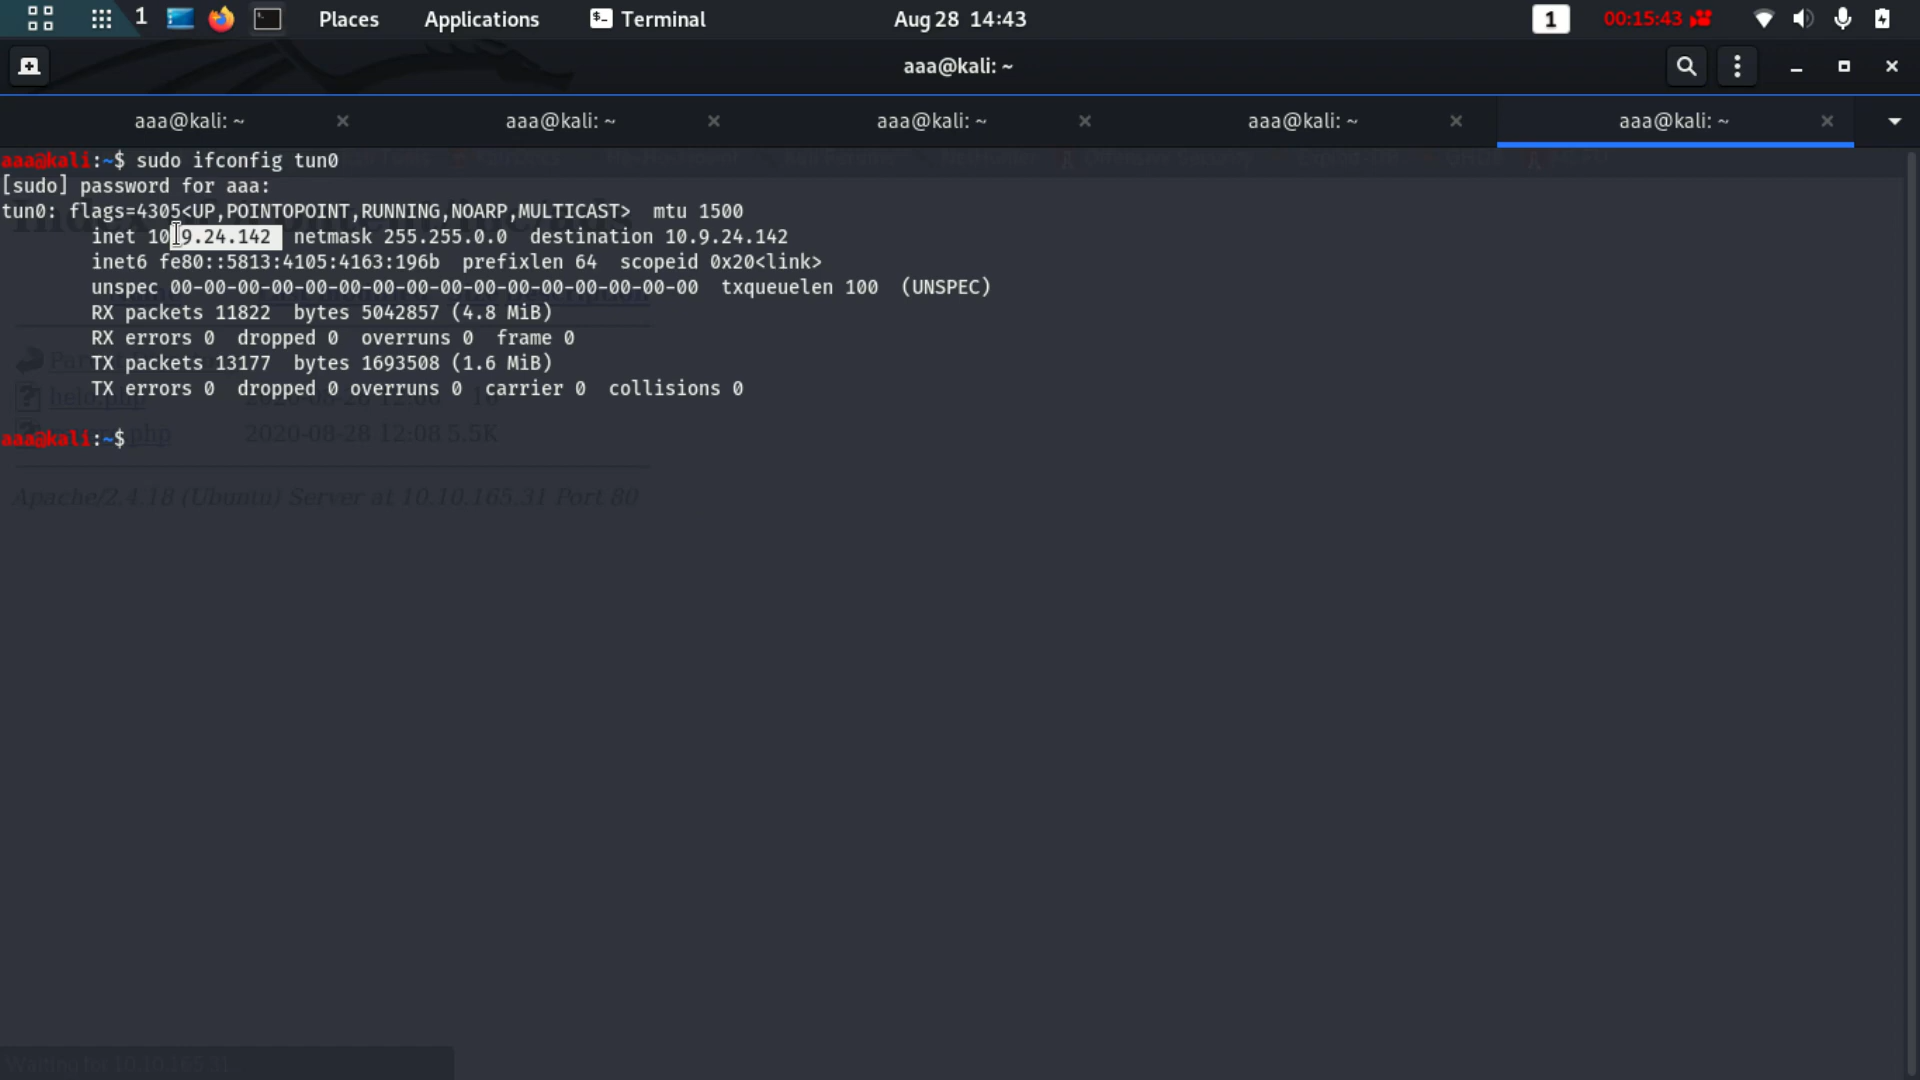 1 Places Applications Terminal Aug 28 14:43 1 00:15:43
aaa@kali: ~
aaa@kali: ~ aaa@kali: ~ aaa@kali: ~ aaa@kali: ~ aaa@kali: ~
aaa@kali:~$ sudo ifconfig tun0
[sudo] password for aaa:
tun0: flags=4305<UP,POINTOPOINT,RUNNING,NOARP,MULTICAST>  mtu 1500
inet 10.9.24.142  netmask 255.255.0.0  destination 10.9.24.142
inet6 fe80::5813:4105:4163:196b  prefixlen 64  scopeid 0x20<link>
unspec 00-00-00-00-00-00-00-00-00-00-00-00-00-00-00-00  txqueuelen 100  (UNSPEC)
RX packets 11822  bytes 5042857 (4.8 MiB)
RX errors 0  dropped 0  overruns 0  frame 0
TX packets 13177  bytes 1693508 (1.6 MiB)
TX errors 0  dropped 0 overruns 0  carrier 0  collisions 0
aaa@kali:~$
2020-08-28 12:08 5.5K
Apache/2.4.18 (Ubuntu) Server at 10.10.165.31 Port 80
Waiting for 10.10.165.31